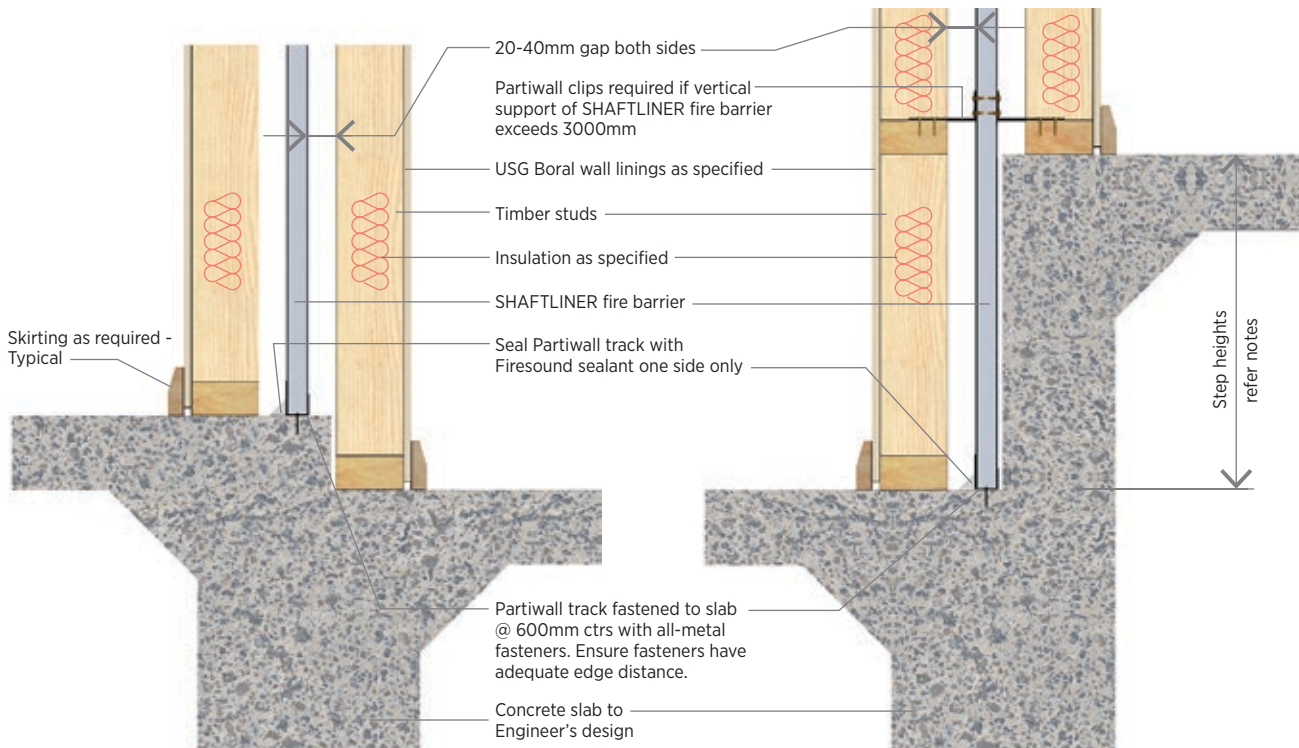 20-40mm gap both sides
Partiwall clips required if vertical
support of SHAFTLINER fire barrier
exceeds 3000mm
USG Boral wall linings as specified
Timber studs
Insulation as specified
SHAFTLINER fire barrier
Skirting as required -
Typical
Seal Partiwall track with
Firesound sealant one side only
Step heights
refer notes
Partiwall track fastened to slab
@ 600mm ctrs with all-metal
fasteners. Ensure fasteners have
adequate edge distance.
Concrete slab to
Engineer's design